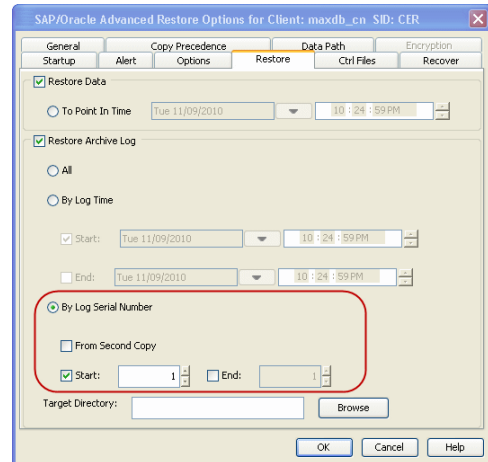 SAP/Oracle Advanced Restore Options for Client: maxdb_cn SID: CER
General Copy Precedence Data Path Encryption
Startup Alert Options Restore Ctrl Files Recover
Restore Data
To Point In Time Tue 11/09/2010 10 : 24 : 59 PM
Restore Archive Log
All
By Log Time
Start: Tue 11/09/2010 10 : 24 : 59 PM
End: Tue 11/09/2010 10 : 24 : 59 PM
By Log Serial Number
From Second Copy
Start: 1 End: 1
Target Directory: Browse
OK Cancel Help